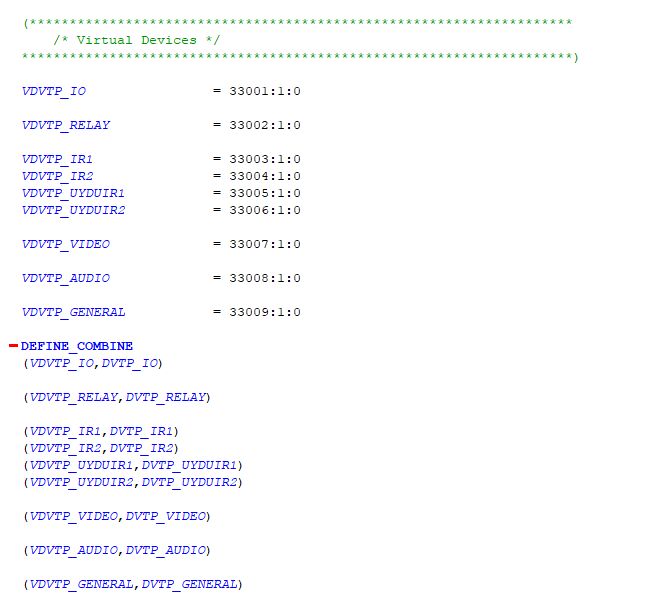 (********************************************************************
/* Virtual Devices */
*********************************************************************)
VDVTP_IO = 33001:1:0
VDVTP_RELAY = 33002:1:0
VDVTP_IR1 = 33003:1:0
VDVTP_IR2 = 33004:1:0
VDVTP_UYDUIR1 = 33005:1:0
VDVTP_UYDUIR2 = 33006:1:0
VDVTP_VIDEO = 33007:1:0
VDVTP_AUDIO = 33008:1:0
VDVTP_GENERAL = 33009:1:0
DEFINE_COMBINE
(VDVTP_IO,DVTP_IO)
(VDVTP_RELAY,DVTP_RELAY)
(VDVTP_IR1,DVTP_IR1)
(VDVTP_IR2,DVTP_IR2)
(VDVTP_UYDUIR1,DVTP_UYDUIR1)
(VDVTP_UYDUIR2,DVTP_UYDUIR2)
(VDVTP_VIDEO,DVTP_VIDEO)
(VDVTP_AUDIO,DVTP_AUDIO)
(VDVTP_GENERAL,DVTP_GENERAL)